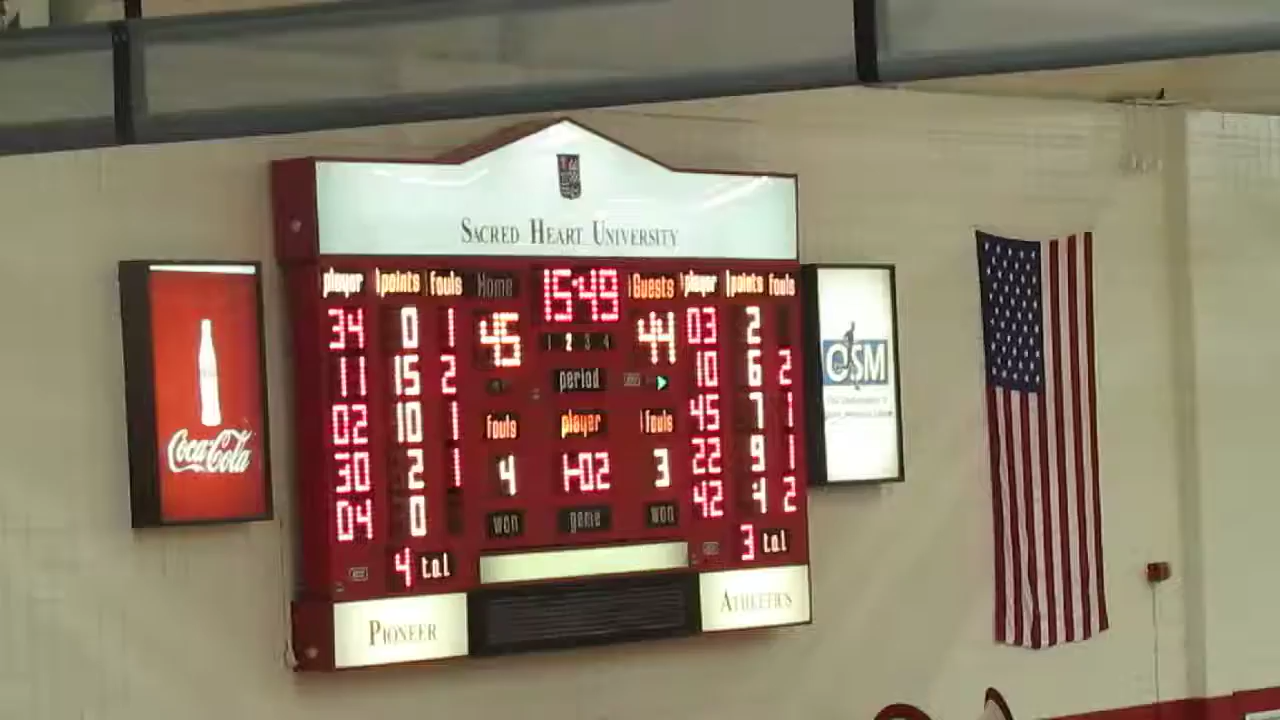 SACRED HEART UNIVERSITY
player points fouls Home 15:49 Guests player points fouls
34 0 1 45 1 2 3 4 44 03 2
11 15 2 period 10 6 2
02 10 1 fouls player fouls 45 7 1
30 2 1 4 1-02 3 22 9 1
04 0 won game won 42 4 2
4 t.o.l 3 t.o.l
PIONEER ATHLETICS
Coca-Cola
OSM